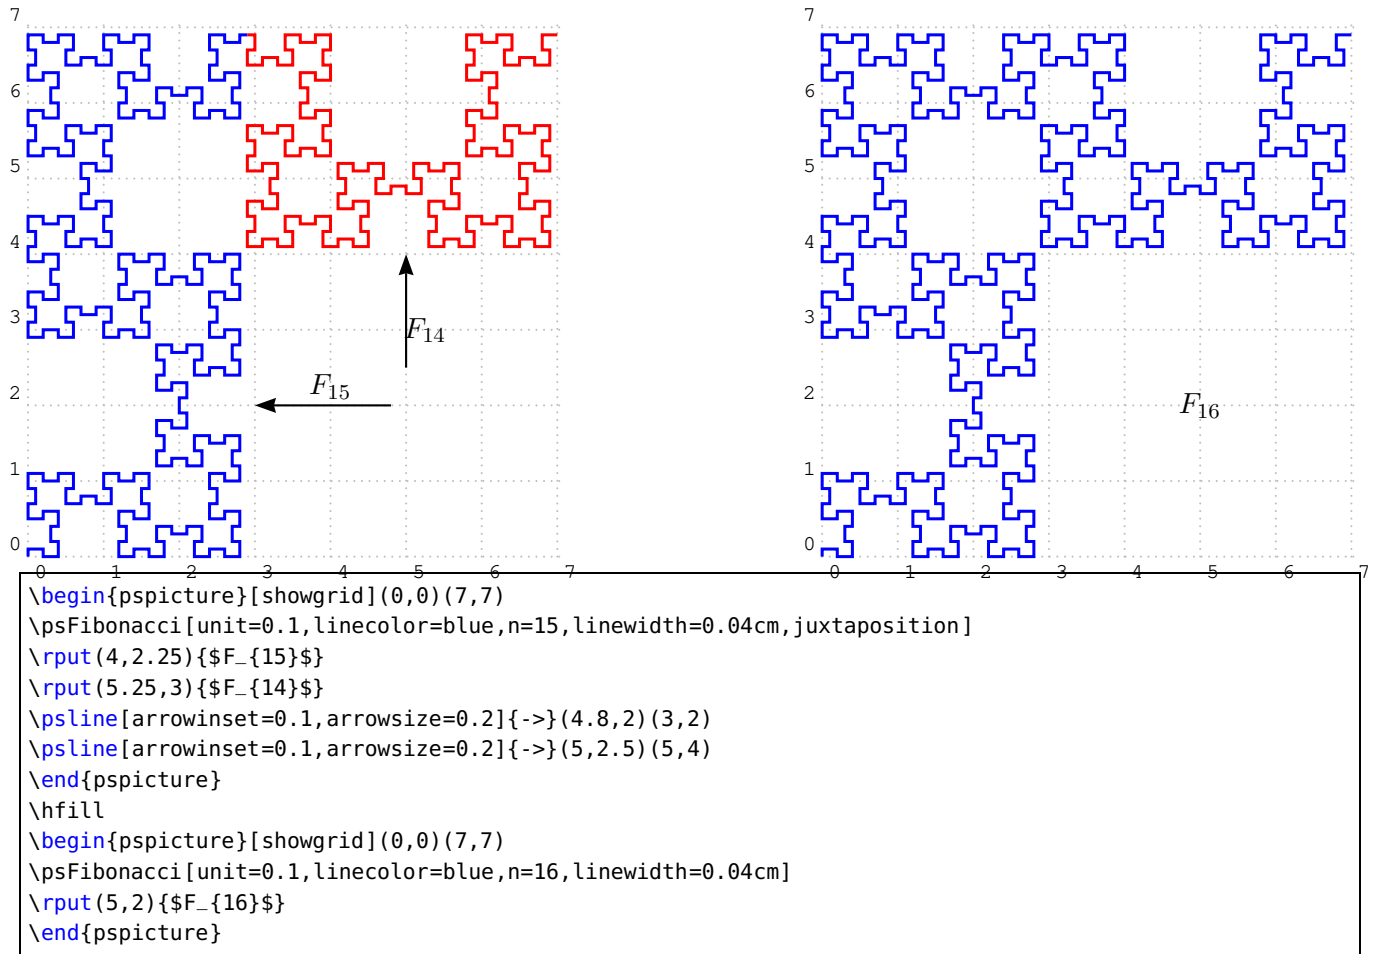 7 7
6 6
5 5
4 4
F14
3 3
F15
2 2
F16
1 1
0 0
0 1 2 3 4 5 6 7 0 1 2 3 4 5 6 7
\begin{pspicture}[showgrid](0,0)(7,7)
\psFibonacci[unit=0.1,linecolor=blue,n=15,linewidth=0.04cm,juxtaposition]
\rput(4,2.25){$F_{15}$}
\rput(5.25,3){$F_{14}$}
\psline[arrowinset=0.1,arrowsize=0.2]{->}(4.8,2)(3,2)
\psline[arrowinset=0.1,arrowsize=0.2]{->}(5,2.5)(5,4)
\end{pspicture}
\hfill
\begin{pspicture}[showgrid](0,0)(7,7)
\psFibonacci[unit=0.1,linecolor=blue,n=16,linewidth=0.04cm]
\rput(5,2){$F_{16}$}
\end{pspicture}